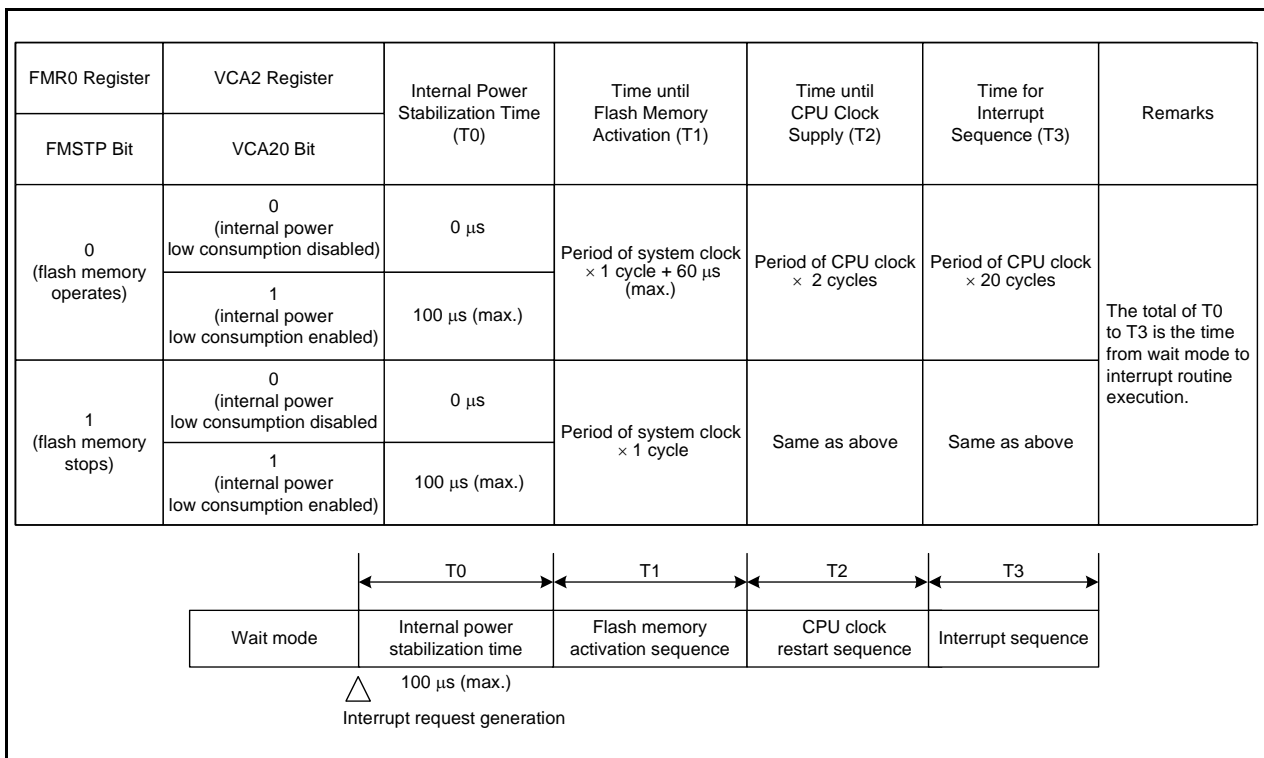 FMR0 Register
VCA2 Register
Internal Power
Stabilization Time
(T0)
Time until
Flash Memory
Activation (T1)
Time until
CPU Clock
Supply (T2)
Time for
Interrupt
Sequence (T3)
Remarks
FMSTP Bit
VCA20 Bit
0
(flash memory
operates)
0
(internal power
low consumption disabled)
0 μs
Period of system clock
× 1 cycle + 60 μs
(max.)
Period of CPU clock
× 2 cycles
Period of CPU clock
× 20 cycles
The total of T0
to T3 is the time
from wait mode to
interrupt routine
execution.
1
(internal power
low consumption enabled)
100 μs (max.)
1
(flash memory
stops)
0
(internal power
low consumption disabled
0 μs
Period of system clock
× 1 cycle
Same as above
Same as above
1
(internal power
low consumption enabled)
100 μs (max.)
T0
T1
T2
T3
Wait mode
Internal power
stabilization time
Flash memory
activation sequence
CPU clock
restart sequence
Interrupt sequence
100 μs (max.)
Interrupt request generation